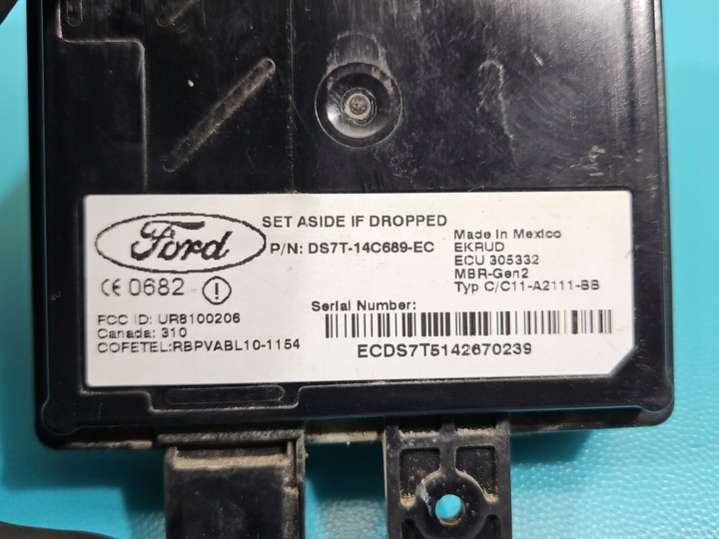 Ford
SET ASIDE IF DROPPED
P/N: DS7T-14C689-EC
Made in Mexico
EKRUD
ECU 305332
MBR-Gen2
Typ C/C11-A2111-BB
CE 0682
FCC ID: UR8100206
Canada: 310
COFETEL:RBPVABL10-1154
Serial Number:
ECDS7T5142670239